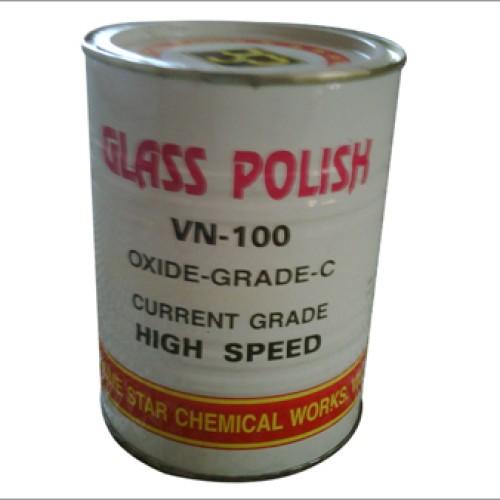 GLASS POLISH
VN-100
OXIDE-GRADE-C
CURRENT GRADE
HIGH SPEED
STAR CHEMICAL WORKS,